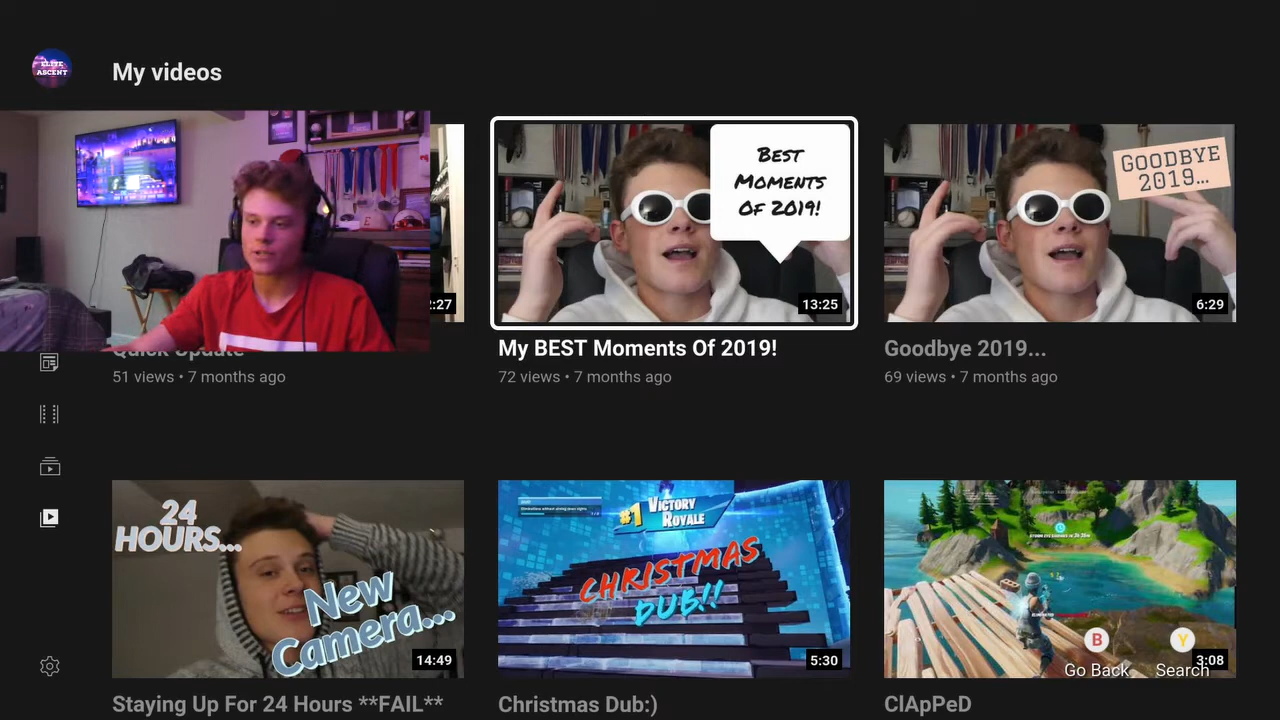 ELITE
ASCENT
My videos
:27
BEST
MOMENTS
OF 2019!
13:25
GOODBYE
2019...
6:29
Quick Update
51 views • 7 months ago
My BEST Moments Of 2019!
72 views • 7 months ago
Goodbye 2019...
69 views • 7 months ago
24
HOURS...
New
Camera...
14:49
#1 VICTORY
ROYALE
CHRISTMAS
DUB!!
5:30
B
Y
3:08
Go Back
Search
Staying Up For 24 Hours **FAIL**
Christmas Dub:)
ClApPeD